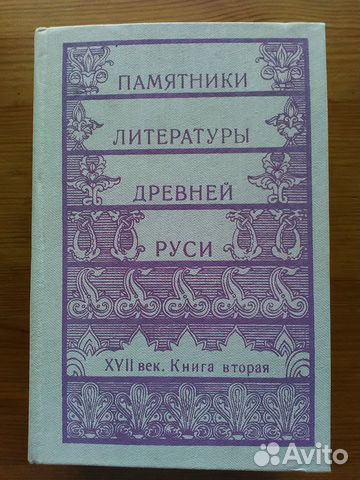 ПАМЯТНИКИ
ЛИТЕРАТУРЫ
ДРЕВНЕЙ
РУСИ
XVII век. Книга вторая
Avito